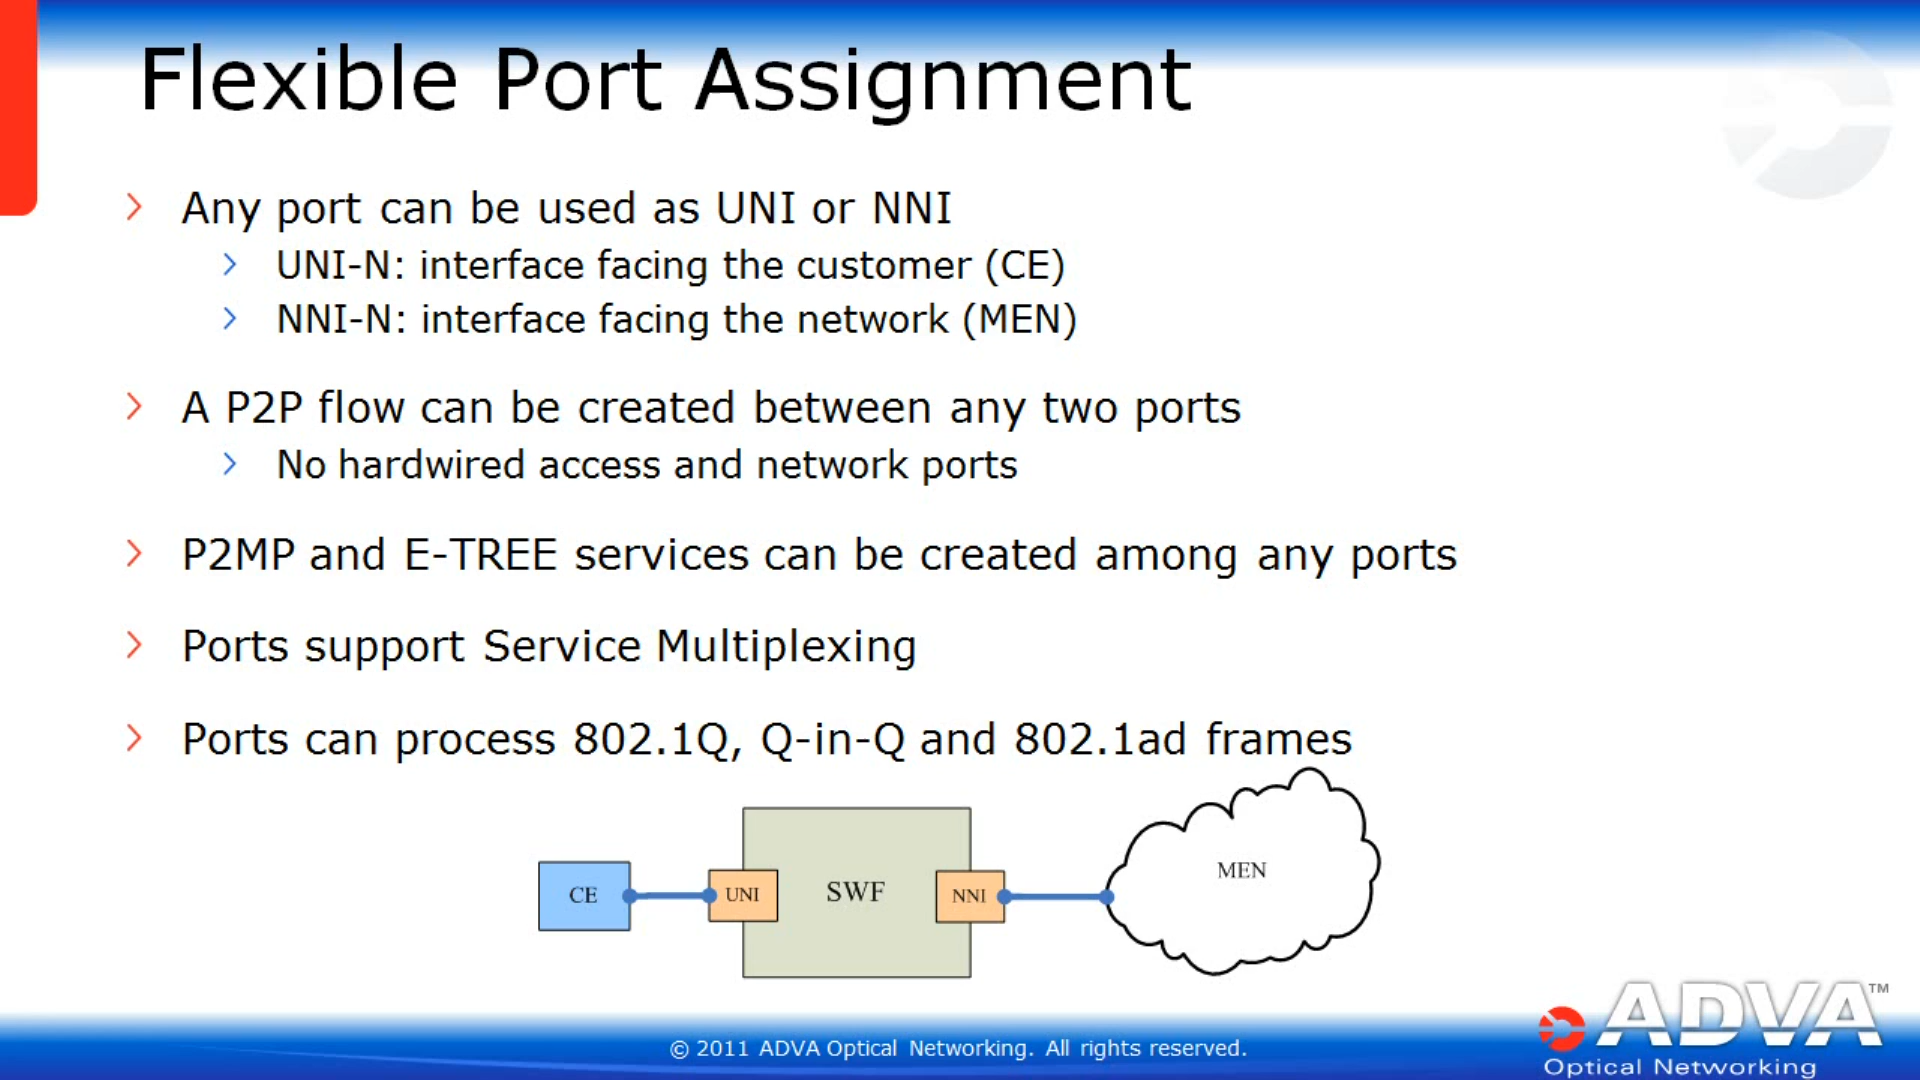 Flexible Port Assignment
Any port can be used as UNI or NNI
UNI-N: interface facing the customer (CE)
NNI-N: interface facing the network (MEN)
A P2P flow can be created between any two ports
No hardwired access and network ports
P2MP and E-TREE services can be created among any ports
Ports support Service Multiplexing
Ports can process 802.1Q, Q-in-Q and 802.1ad frames
CE
UNI
SWF
NNI
MEN
ADVA™
Optical Networking
© 2011 ADVA Optical Networking. All rights reserved.